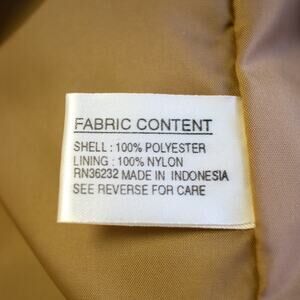 FABRIC CONTENT
SHELL : 100% POLYESTER
LINING : 100% NYLON
RN36232 MADE IN INDONESIA
SEE REVERSE FOR CARE